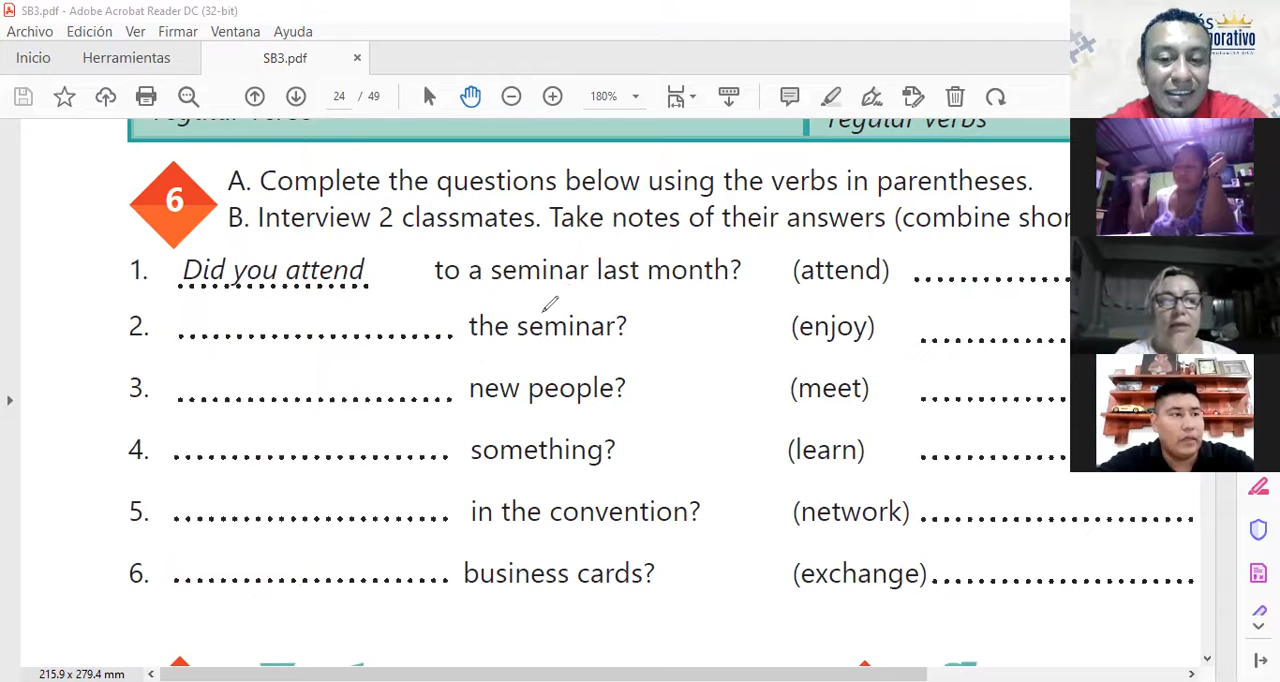 SB3.pdf - Adobe Acrobat Reader DC (32-bit)
Archivo Edición Ver Firmar Ventana Ayuda
Inicio Herramientas SB3.pdf ×
24 / 49 180%
regular verbs regular verbs
6 A. Complete the questions below using the verbs in parentheses.
B. Interview 2 classmates. Take notes of their answers (combine shor
1. Did you attend to a seminar last month? (attend)
2. the seminar? (enjoy)
3. new people? (meet)
4. something? (learn)
5. in the convention? (network)
6. business cards? (exchange)
215.9 x 279.4 mm